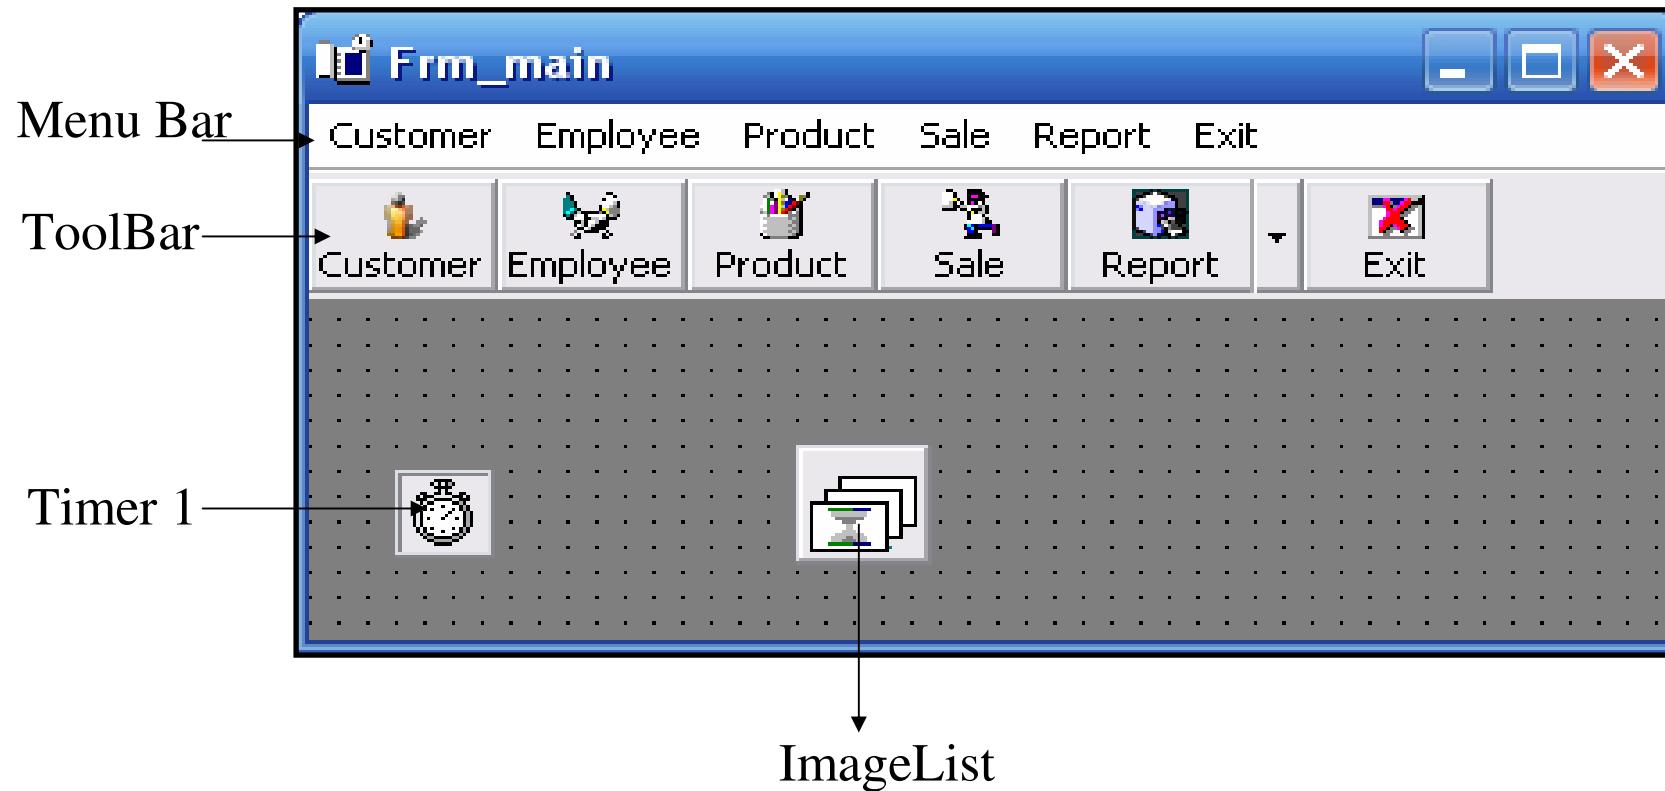 Frm_main
Menu Bar
Customer Employee Product Sale Report Exit
ToolBar
Customer Employee Product Sale Report Exit
Timer 1
ImageList